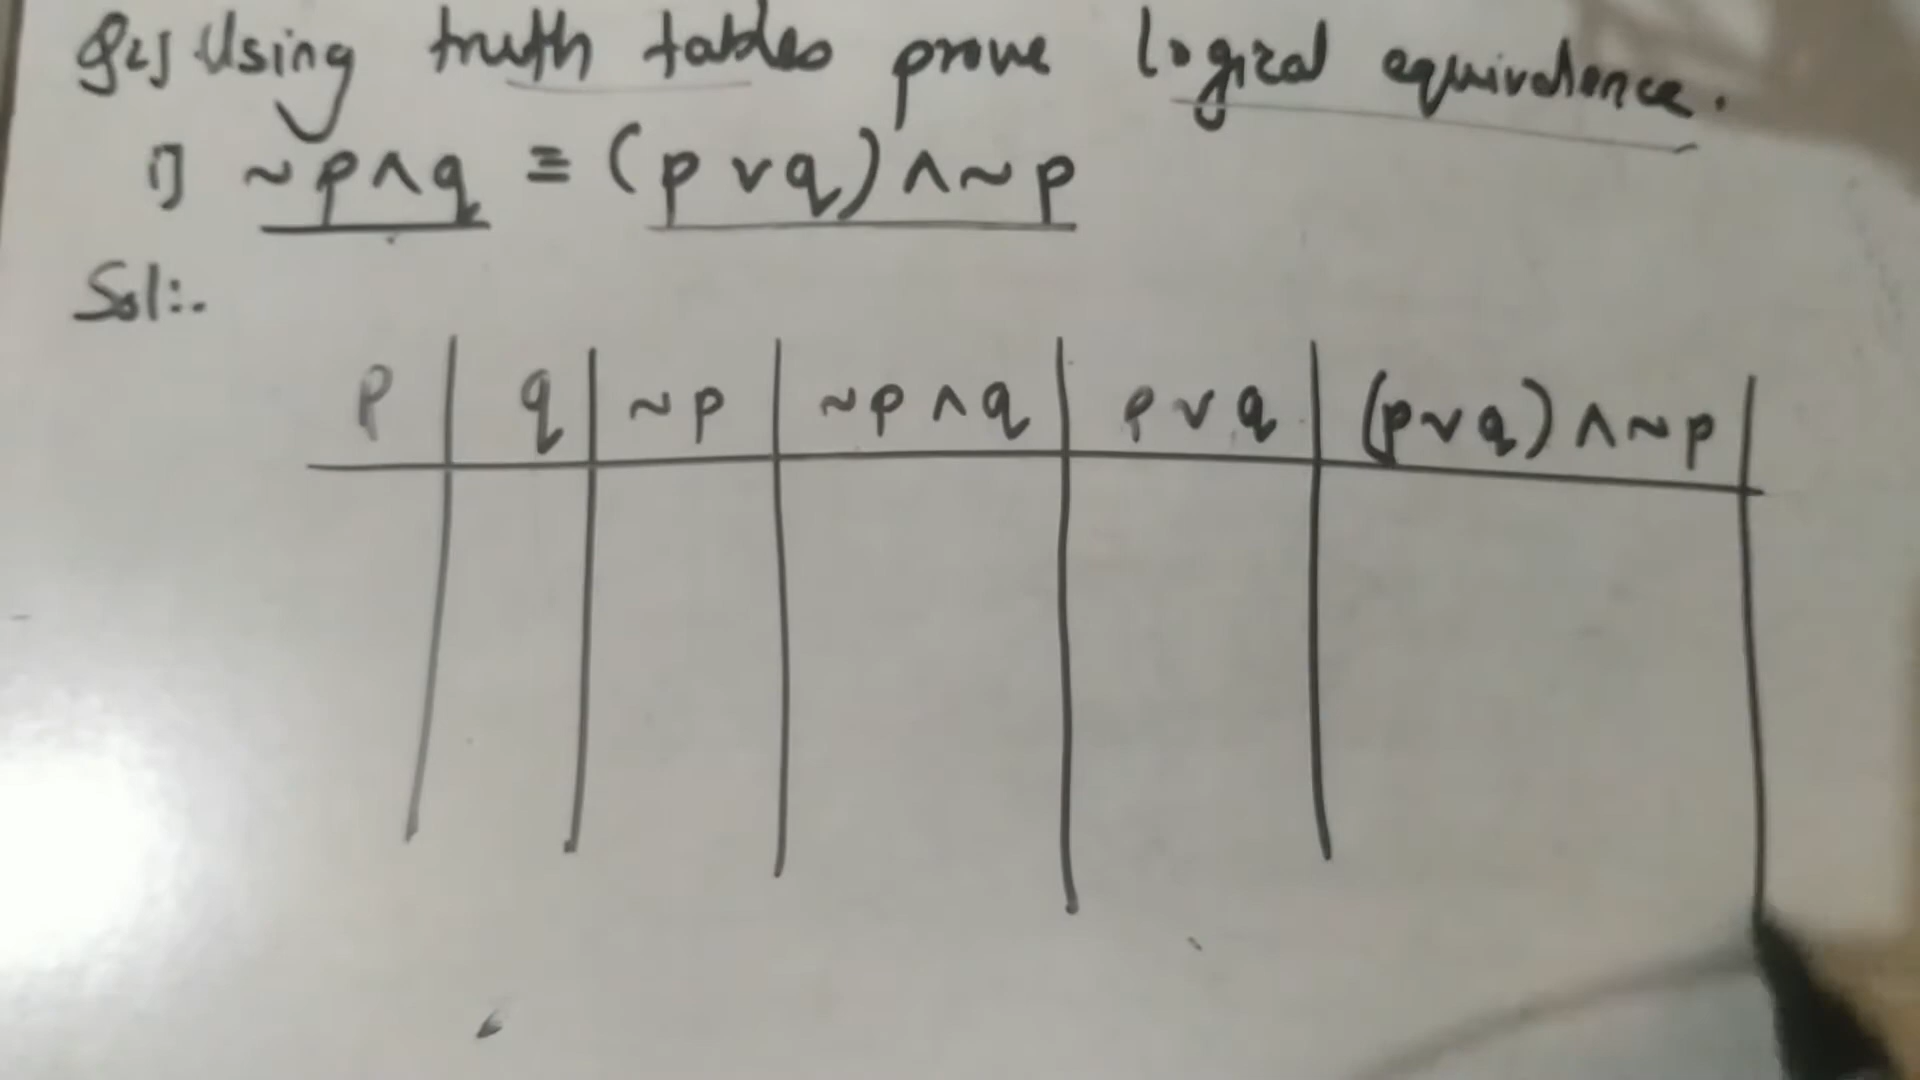 Q2] Using truth tables prove logical equivalence.
1] ~p∧q ≡ (p∨q)∧~p
Sol:.
p | q | ~p | ~p∧q | p∨q | (p∨q)∧~p |